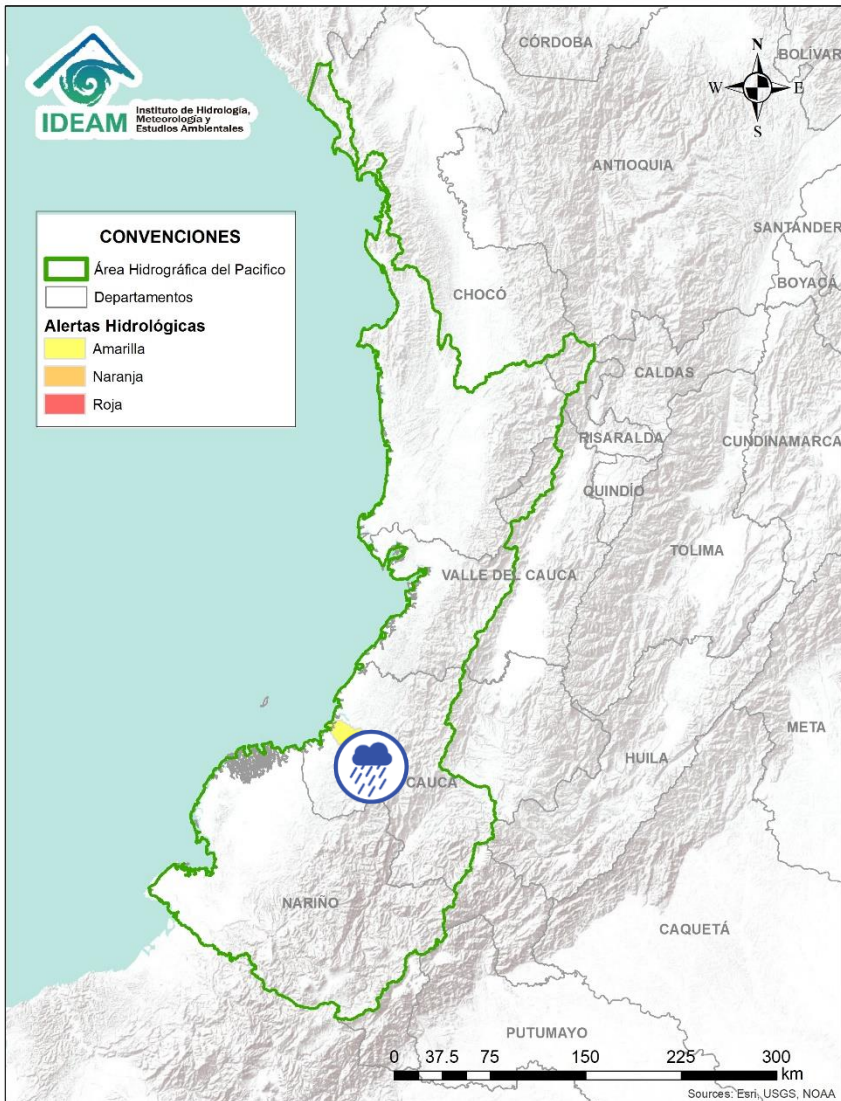 IDEAM
Instituto de Hidrología,
Meteorología y
Estudios Ambientales
CÓRDOBA
BOLÍVAR
N
W
E
S
ANTIOQUIA
SANTANDER
BOYACÁ
CONVENCIONES
Área Hidrográfica del Pacifico
Departamentos
Alertas Hidrológicas
Amarilla
Naranja
Roja
CHOCÓ
CALDAS
RISARALDA
CUNDINAMARCA
QUINDÍO
TOLIMA
VALLE DEL CAUCA
META
HUILA
CAUCA
NARIÑO
CAQUETÁ
PUTUMAYO
0 37.5 75 150 225 300
km
Sources: Esri, USGS, NOAA